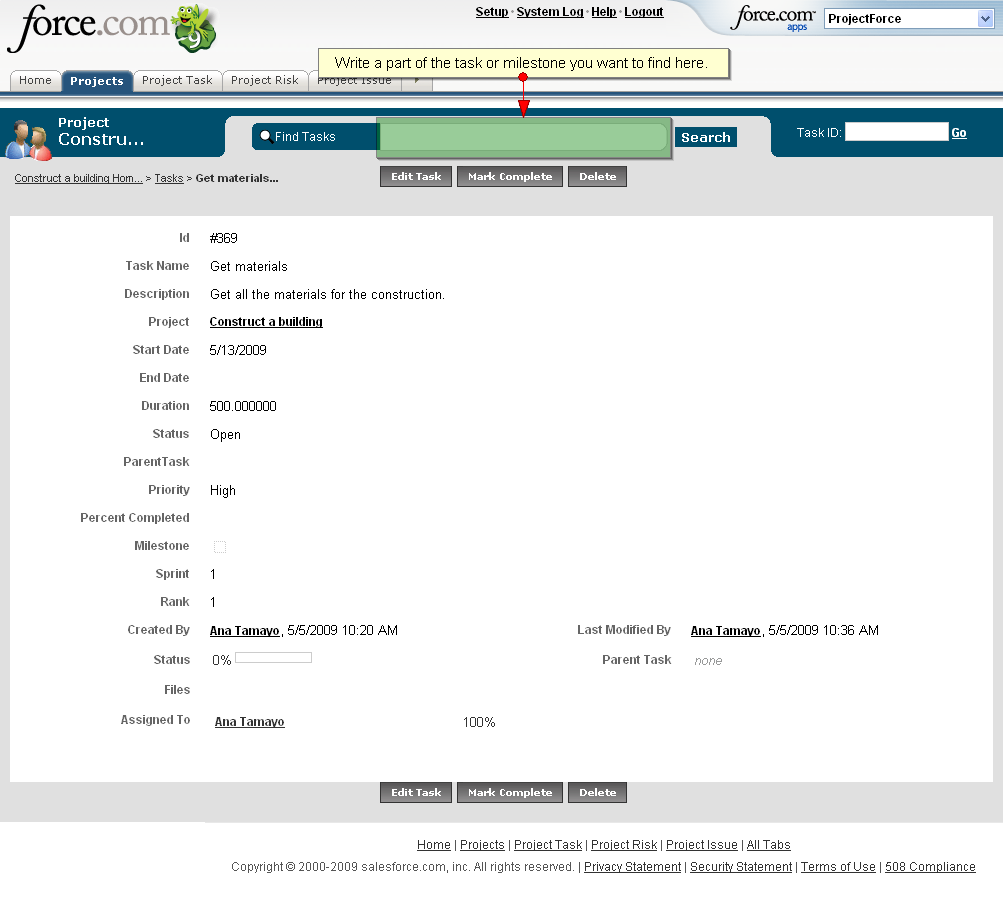 force.com 9
Setup · System Log · Help · Logout
force.com apps
ProjectForce
Write a part of the task or milestone you want to find here.
Home Projects Project Task Project Risk Project Issue
Project
Constru...
Find Tasks
Search
Task ID:
Go
Construct a building Hom... > Tasks > Get materials...
Edit Task Mark Complete Delete
Id #369
Task Name Get materials
Description Get all the materials for the construction.
Project Construct a building
Start Date 5/13/2009
End Date
Duration 500.000000
Status Open
ParentTask
Priority High
Percent Completed
Milestone
Sprint 1
Rank 1
Created By Ana Tamayo, 5/5/2009 10:20 AM Last Modified By Ana Tamayo, 5/5/2009 10:36 AM
Status 0% Parent Task none
Files
Assigned To Ana Tamayo 100%
Edit Task Mark Complete Delete
Home | Projects | Project Task | Project Risk | Project Issue | All Tabs
Copyright © 2000-2009 salesforce.com, inc. All rights reserved. | Privacy Statement | Security Statement | Terms of Use | 508 Compliance